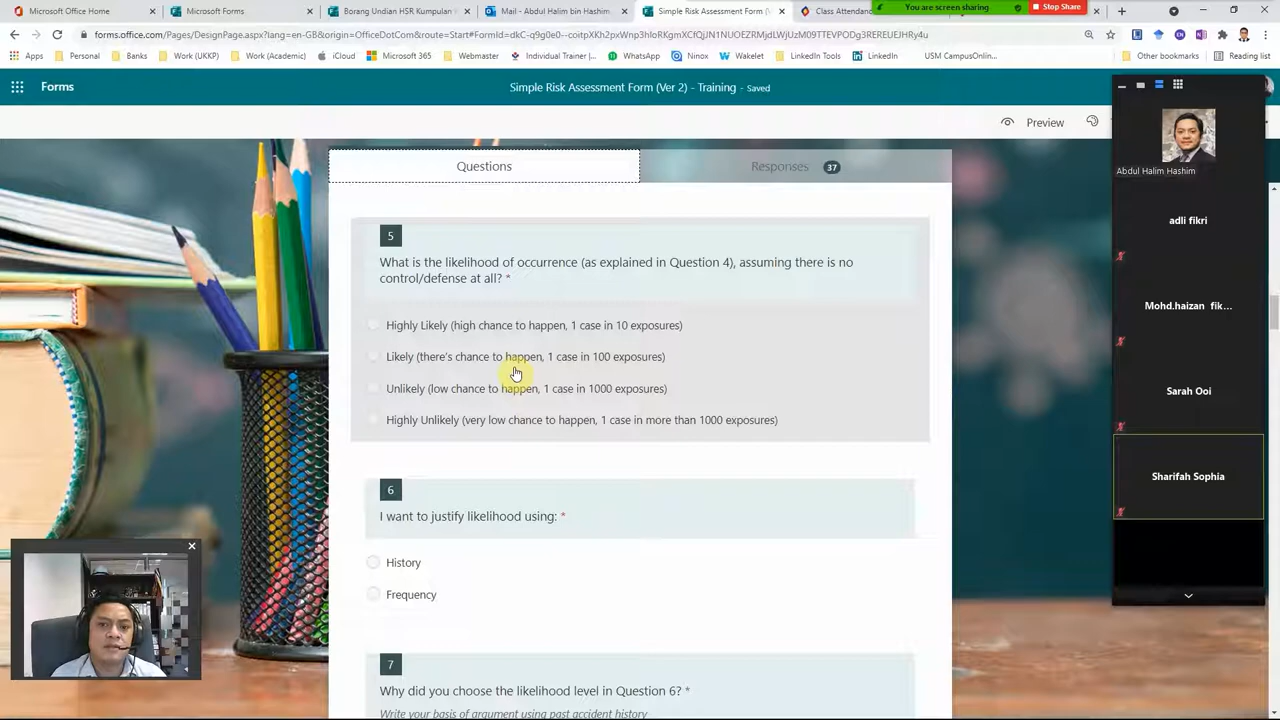 Microsoft Office Home
Microsoft Forms
Borang Undian HSR Kumpulan A
Mail - Abdul Halim bin Hashim
Simple Risk Assessment Form (V
Class Attendanc
You are screen sharing
Stop Share
Personal
Banks
Work (UKKP)
Work (Academic)
iCloud
Microsoft 365
Webmaster
Individual Trainer |...
WhatsApp
Ninox
Wakelet
LinkedIn Tools
LinkedIn
USM CampusOnlin...
Other bookmarks
Reading list
Forms
Simple Risk Assessment Form (Ver 2) - Training - Saved
Preview
Questions
Responses 37
5
What is the likelihood of occurrence (as explained in Question 4), assuming there is no
control/defense at all? *
Highly Likely (high chance to happen, 1 case in 10 exposures)
Likely (there's chance to happen, 1 case in 100 exposures)
Unlikely (low chance to happen, 1 case in 1000 exposures)
Highly Unlikely (very low chance to happen, 1 case in more than 1000 exposures)
6
I want to justify likelihood using: *
History
Frequency
7
Why did you choose the likelihood level in Question 6? *
Write your basis of argument using past accident history
Abdul Halim Hashim
adli fikri
Mohd.haizan fik...
Sarah Ooi
Sharifah Sophia